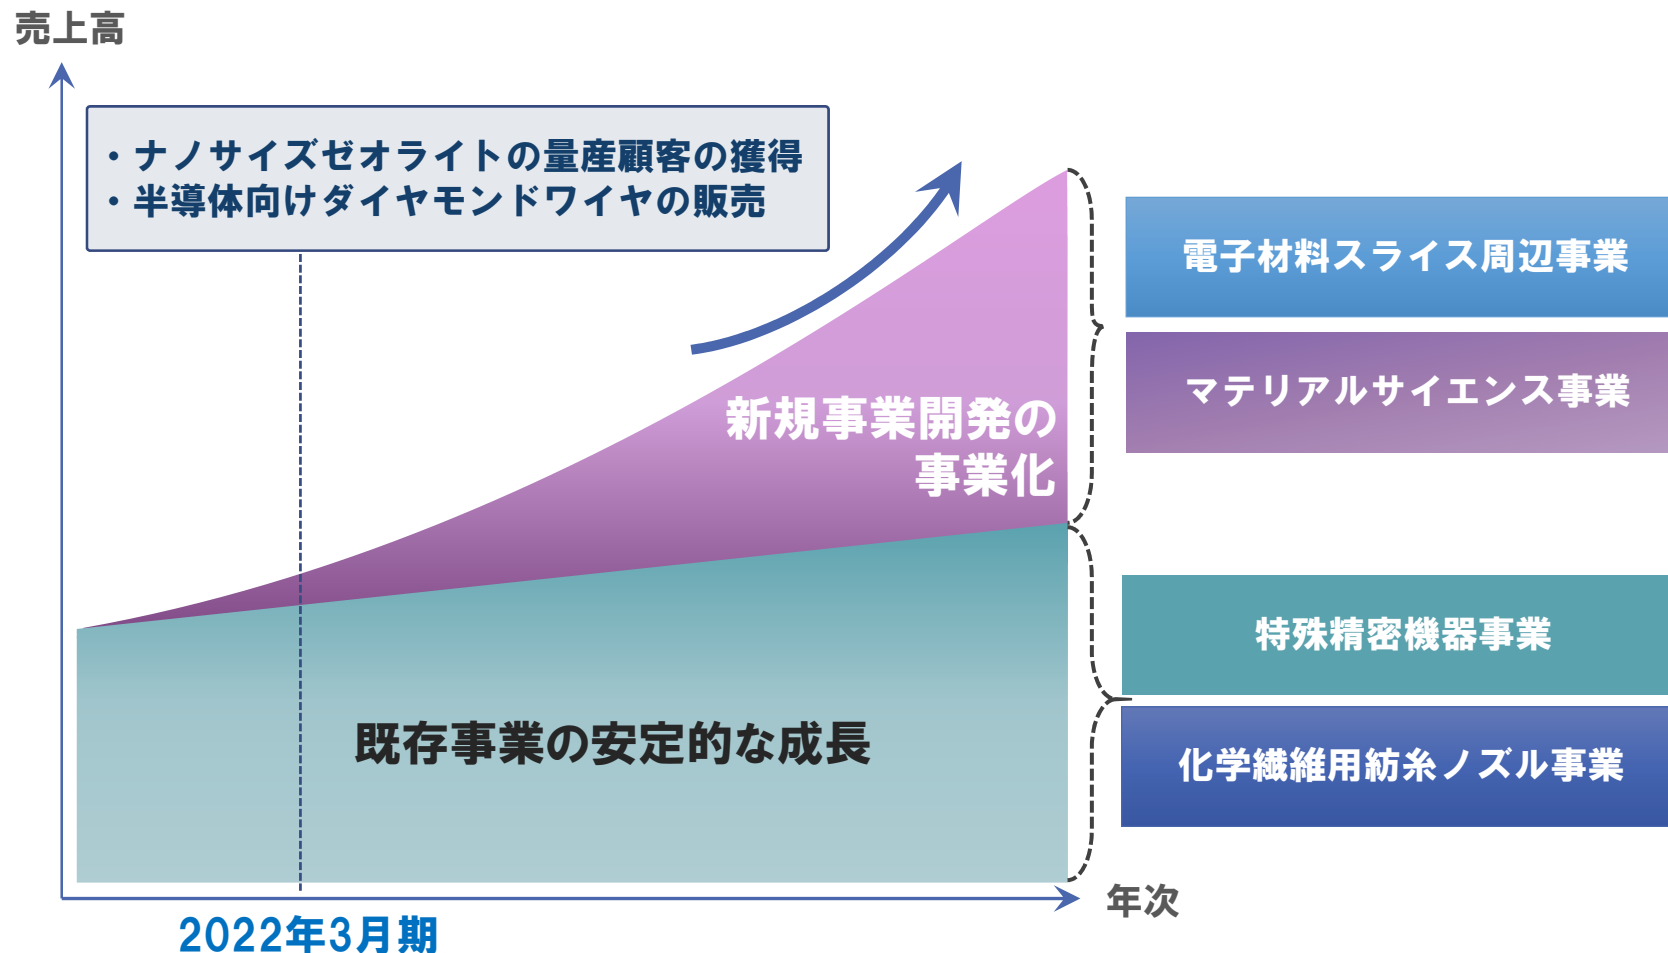 売上高
・ナノサイズゼオライトの量産顧客の獲得
・半導体向けダイヤモンドワイヤの販売
電子材料スライス周辺事業
マテリアルサイエンス事業
新規事業開発の
事業化
特殊精密機器事業
既存事業の安定的な成長
化学繊維用紡糸ノズル事業
年次
2022年3月期